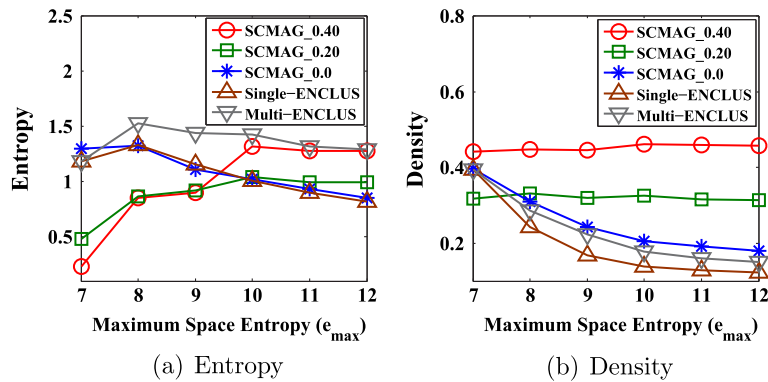 2.5
2
1.5
1
0.5
7
8
9
10
11
12
Entropy
Maximum Space Entropy (e_max)
SCMAG_0.40
SCMAG_0.20
SCMAG_0.0
Single−ENCLUS
Multi−ENCLUS
(a) Entropy
0.8
0.6
0.4
0.2
7
8
9
10
11
12
Density
Maximum Space Entropy (e_max)
SCMAG_0.40
SCMAG_0.20
SCMAG_0.0
Single−ENCLUS
Multi−ENCLUS
(b) Density